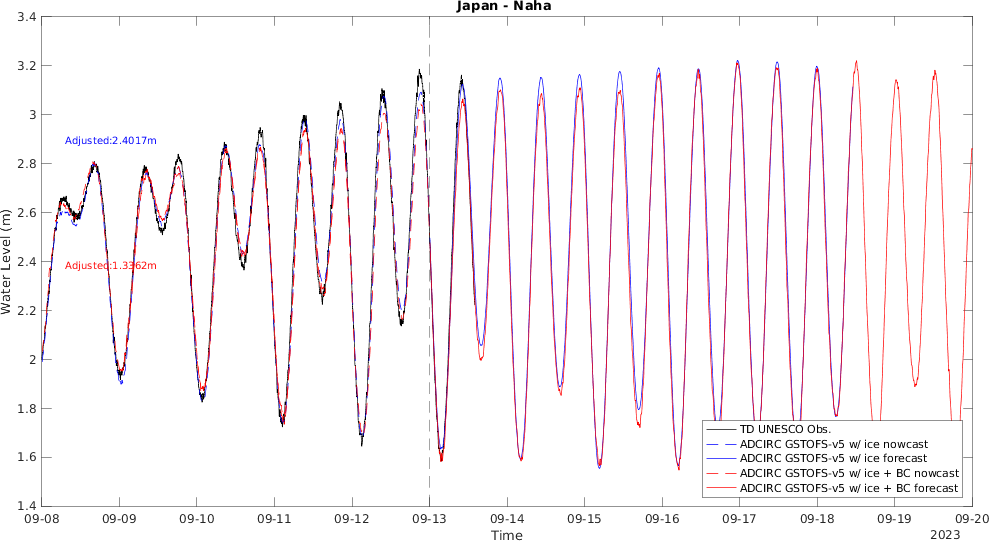 Japan - Naha
3.4
3.2
3
2.8
2.6
2.4
2.2
2
1.8
1.6
1.4
Water Level (m)
Adjusted:2.4017m
Adjusted:1.3362m
TD UNESCO Obs.
ADCIRC GSTOFS-v5 w/ ice nowcast
ADCIRC GSTOFS-v5 w/ ice forecast
ADCIRC GSTOFS-v5 w/ ice + BC nowcast
ADCIRC GSTOFS-v5 w/ ice + BC forecast
09-08 09-09 09-10 09-11 09-12 09-13 09-14 09-15 09-16 09-17 09-18 09-19 09-20
Time
2023